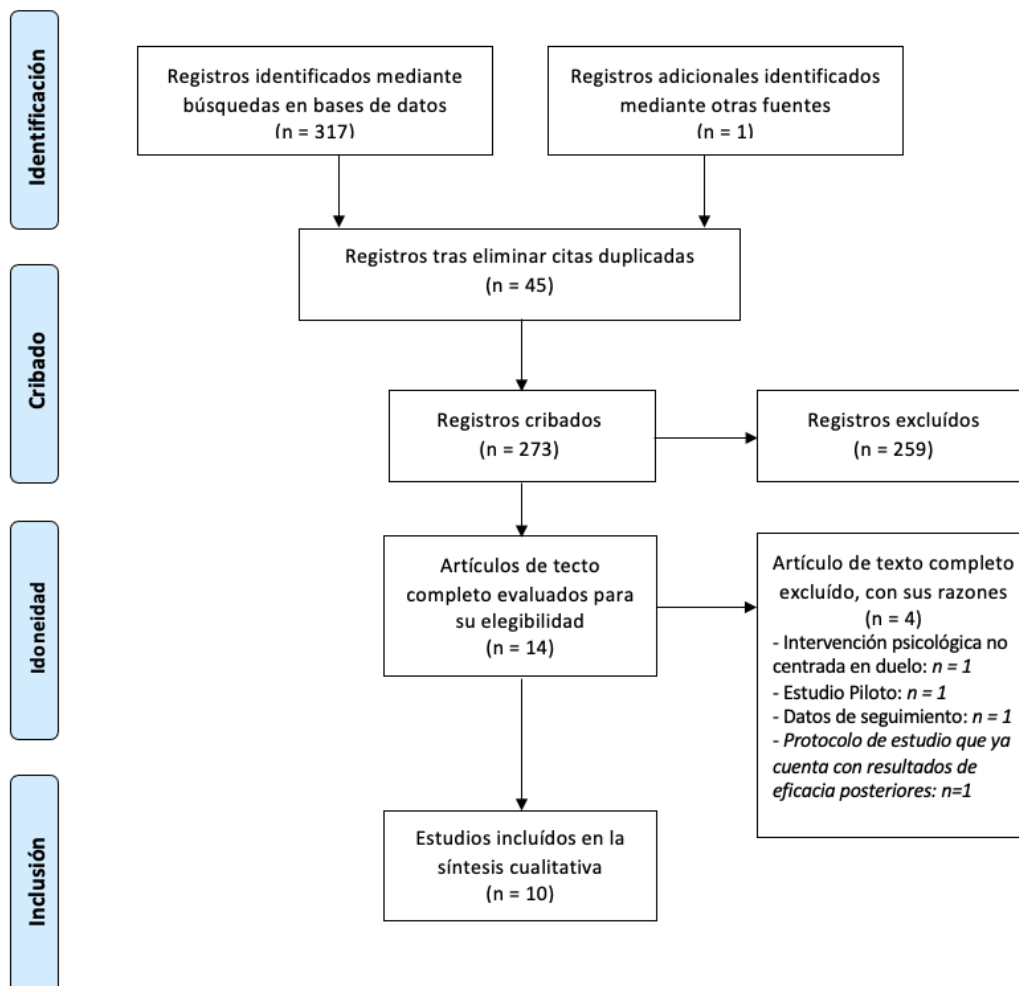 Identificación
Registros identificados mediante
búsquedas en bases de datos
(n = 317)
Registros adicionales identificados
mediante otras fuentes
(n = 1)
Registros tras eliminar citas duplicadas
(n = 45)
Cribado
Registros cribados
(n = 273)
Registros excluídos
(n = 259)
Idoneidad
Artículos de tecto
completo evaluados para
su elegibilidad
(n = 14)
Artículo de texto completo
excluído, con sus razones
(n = 4)
- Intervención psicológica no
centrada en duelo: n = 1
- Estudio Piloto: n = 1
- Datos de seguimiento: n = 1
- Protocolo de estudio que ya
cuenta con resultados de
eficacia posteriores: n=1
Inclusión
Estudios incluídos en la
síntesis cualitativa
(n = 10)